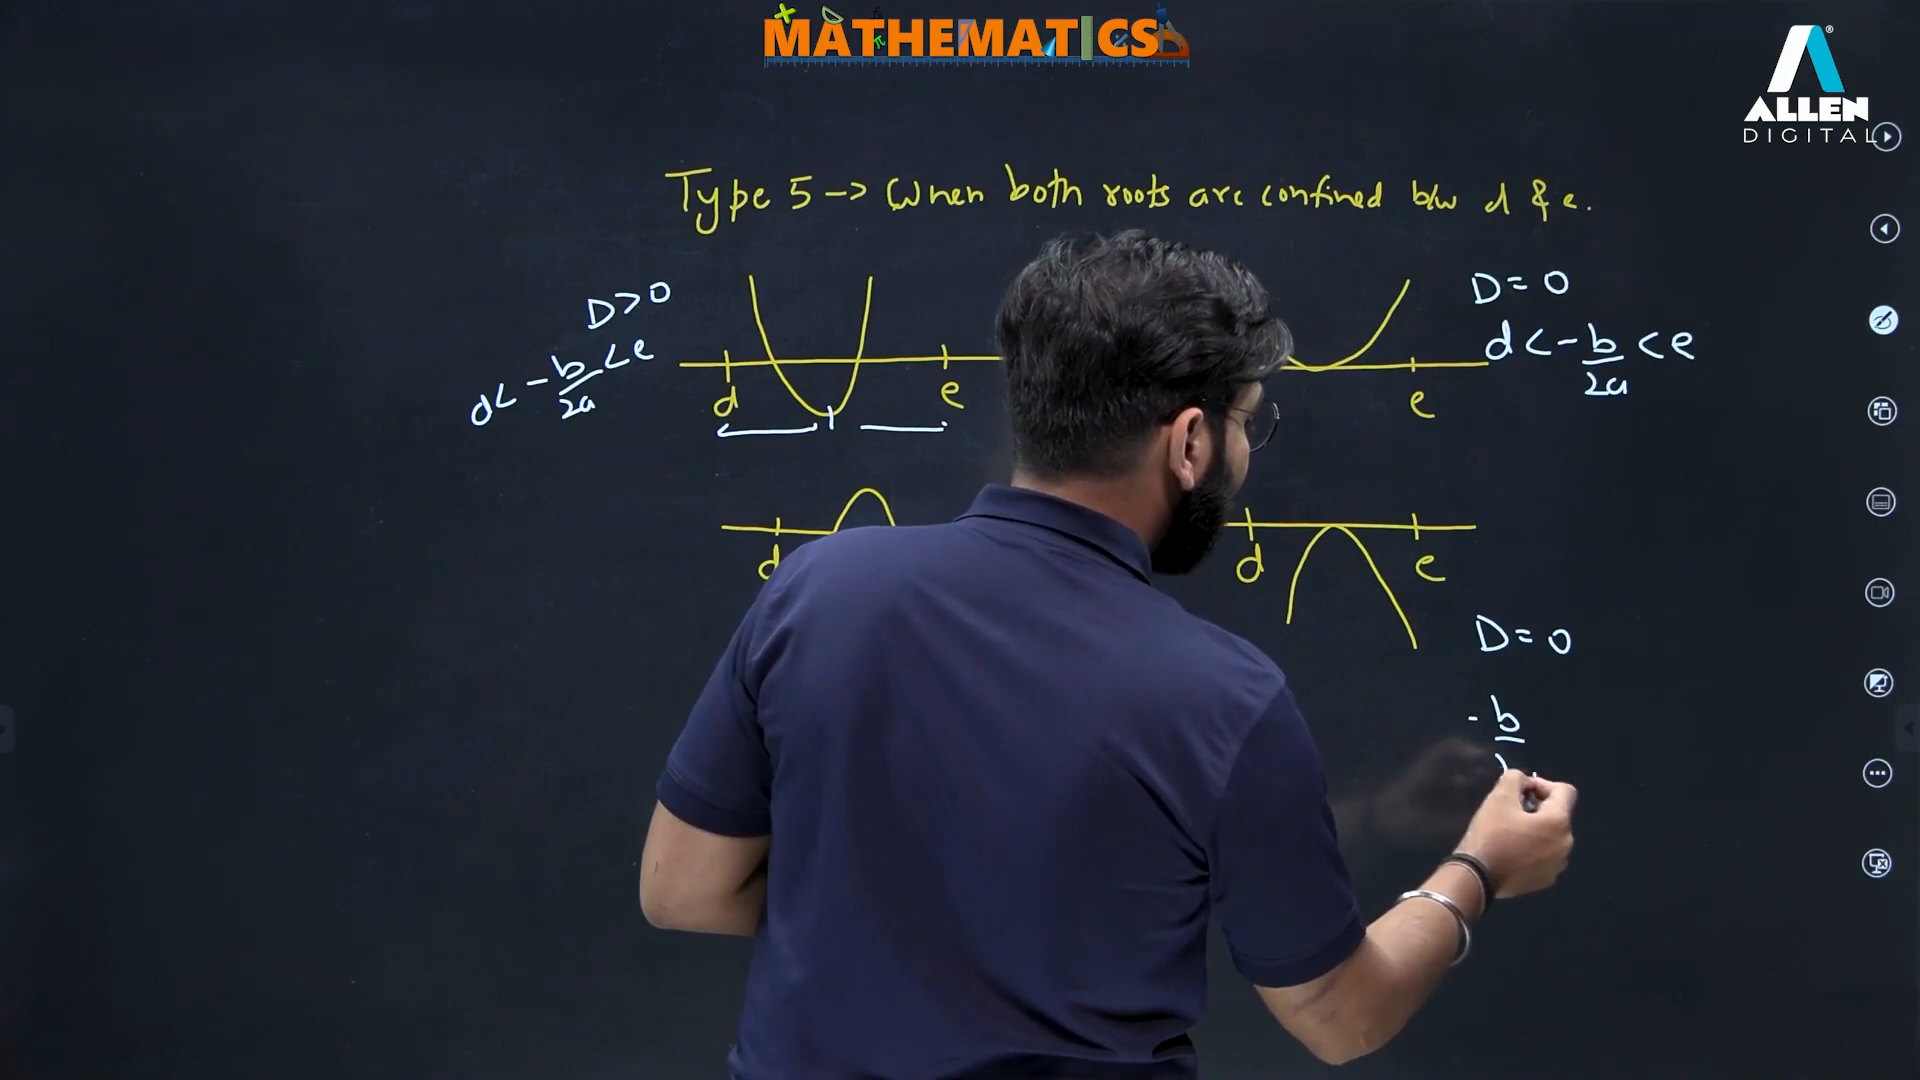 MATHEMATICS
ALLEN
DIGITAL
Type 5 -> When both roots are confined b/w d & e.
D>0
d< -b/2a <e
d
e
D=0
d< -b/2a <e
e
d
d
e
D=0
-b